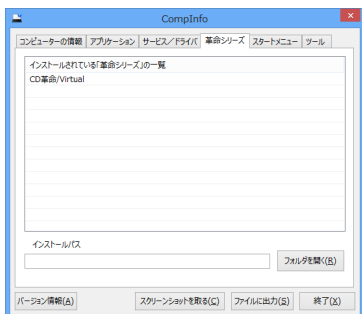 CompInfo
コンピューターの情報 アプリケーション サービス／ドライバ 革命シリーズ スタートメニュー ツール
インストールされている「革命シリーズ」の一覧
CD革命/Virtual
インストールパス
フォルダを開く(R)
バージョン情報(A) スクリーンショットを取る(C) ファイルに出力(S) 終了(X)